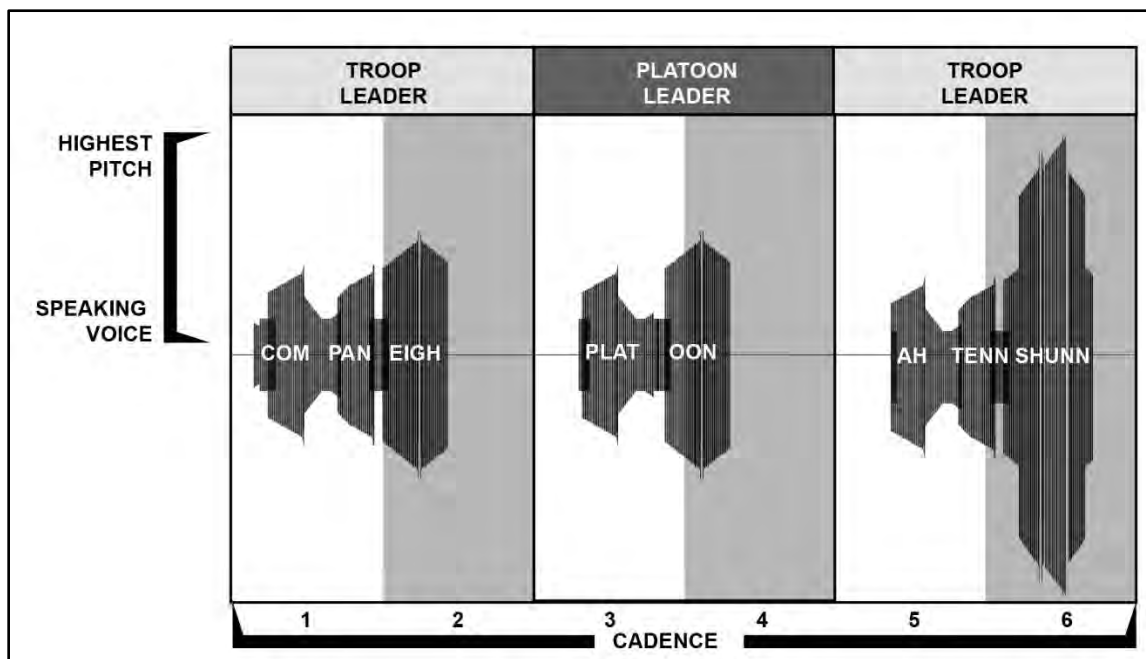 TROOP
LEADER
PLATOON
LEADER
TROOP
LEADER
HIGHEST
PITCH
SPEAKING
VOICE
COM PAN EIGH
PLAT OON
AH TENN SHUNN
1 2 3 4 5 6
CADENCE